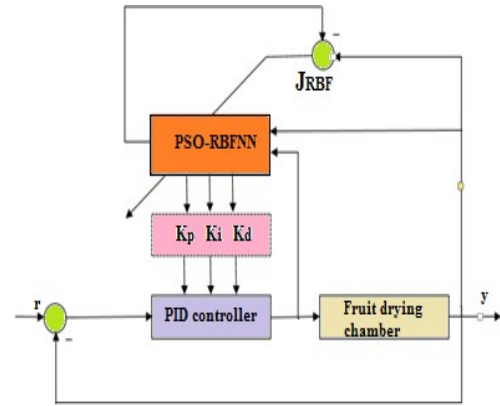 −
JRBF
PSO-RBFNN
Kp Ki Kd
r
PID controller
Fruit drying
chamber
y
−